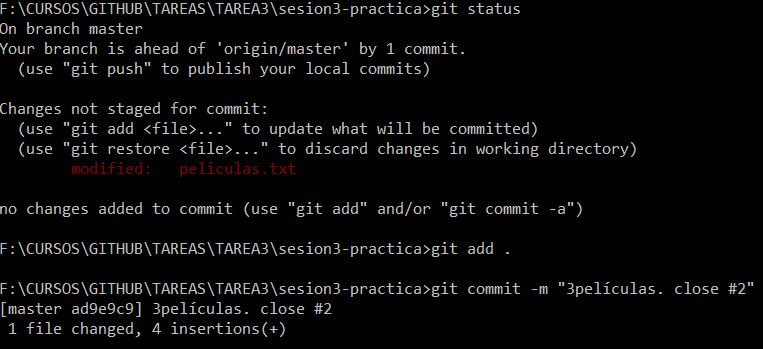 F:\CURSOS\GITHUB\TAREAS\TAREA3\sesion3-practica>git status
On branch master
Your branch is ahead of 'origin/master' by 1 commit.
  (use "git push" to publish your local commits)

Changes not staged for commit:
  (use "git add <file>..." to update what will be committed)
  (use "git restore <file>..." to discard changes in working directory)
        modified:   peliculas.txt

no changes added to commit (use "git add" and/or "git commit -a")

F:\CURSOS\GITHUB\TAREAS\TAREA3\sesion3-practica>git add .

F:\CURSOS\GITHUB\TAREAS\TAREA3\sesion3-practica>git commit -m "3películas. close #2"
[master ad9e9c9] 3películas. close #2
 1 file changed, 4 insertions(+)